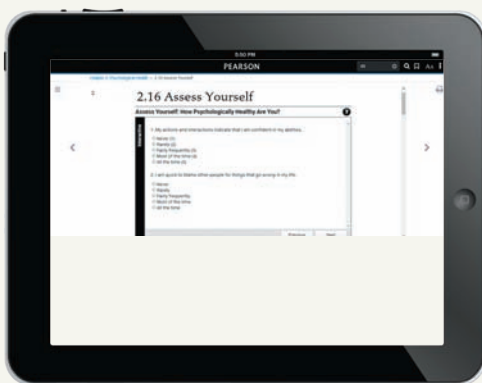 5:50 PM
PEARSON
Aa
2.16 Assess Yourself
Assess Yourself: How Psychologically Healthy Are You?
Interactive
1. My actions and interactions indicate that I am confident in my abilities.
Never (1)
Rarely (2)
Fairly frequently (3)
Most of the time (4)
All the time (5)
2. I am quick to blame other people for things that go wrong in my life.
Never
Rarely
Fairly frequently
Most of the time
All the time
Previous
Next